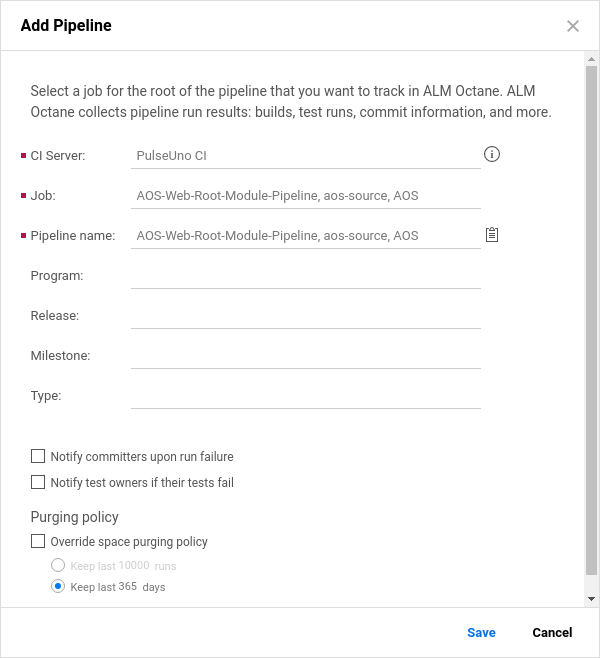 Add Pipeline
Select a job for the root of the pipeline that you want to track in ALM Octane. ALM
Octane collects pipeline run results: builds, test runs, commit information, and more.
CI Server: PulseUno CI
Job: AOS-Web-Root-Module-Pipeline, aos-source, AOS
Pipeline name: AOS-Web-Root-Module-Pipeline, aos-source, AOS
Program:
Release:
Milestone:
Type:
Notify committers upon run failure
Notify test owners if their tests fail
Purging policy
Override space purging policy
Keep last 10000 runs
Keep last 365 days
Save Cancel